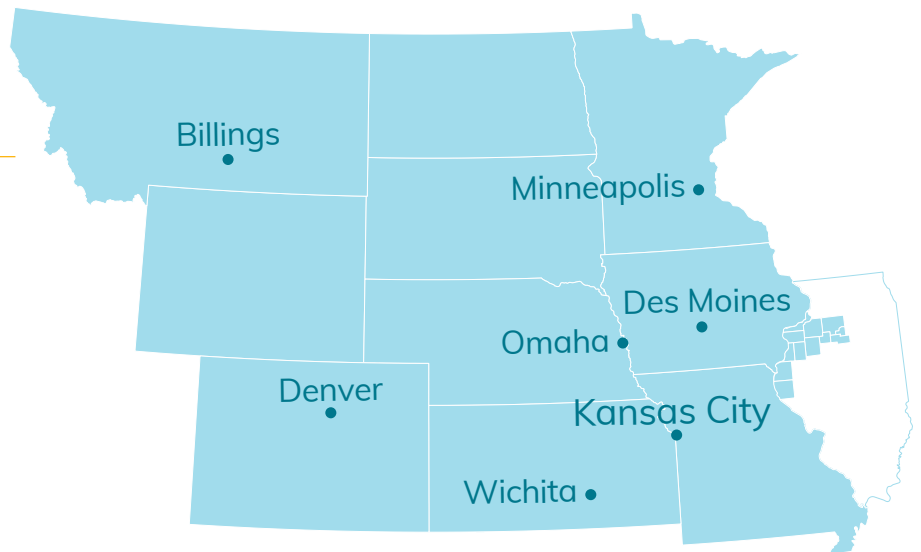 Billings
Minneapolis
Des Moines
Omaha
Denver
Kansas City
Wichita